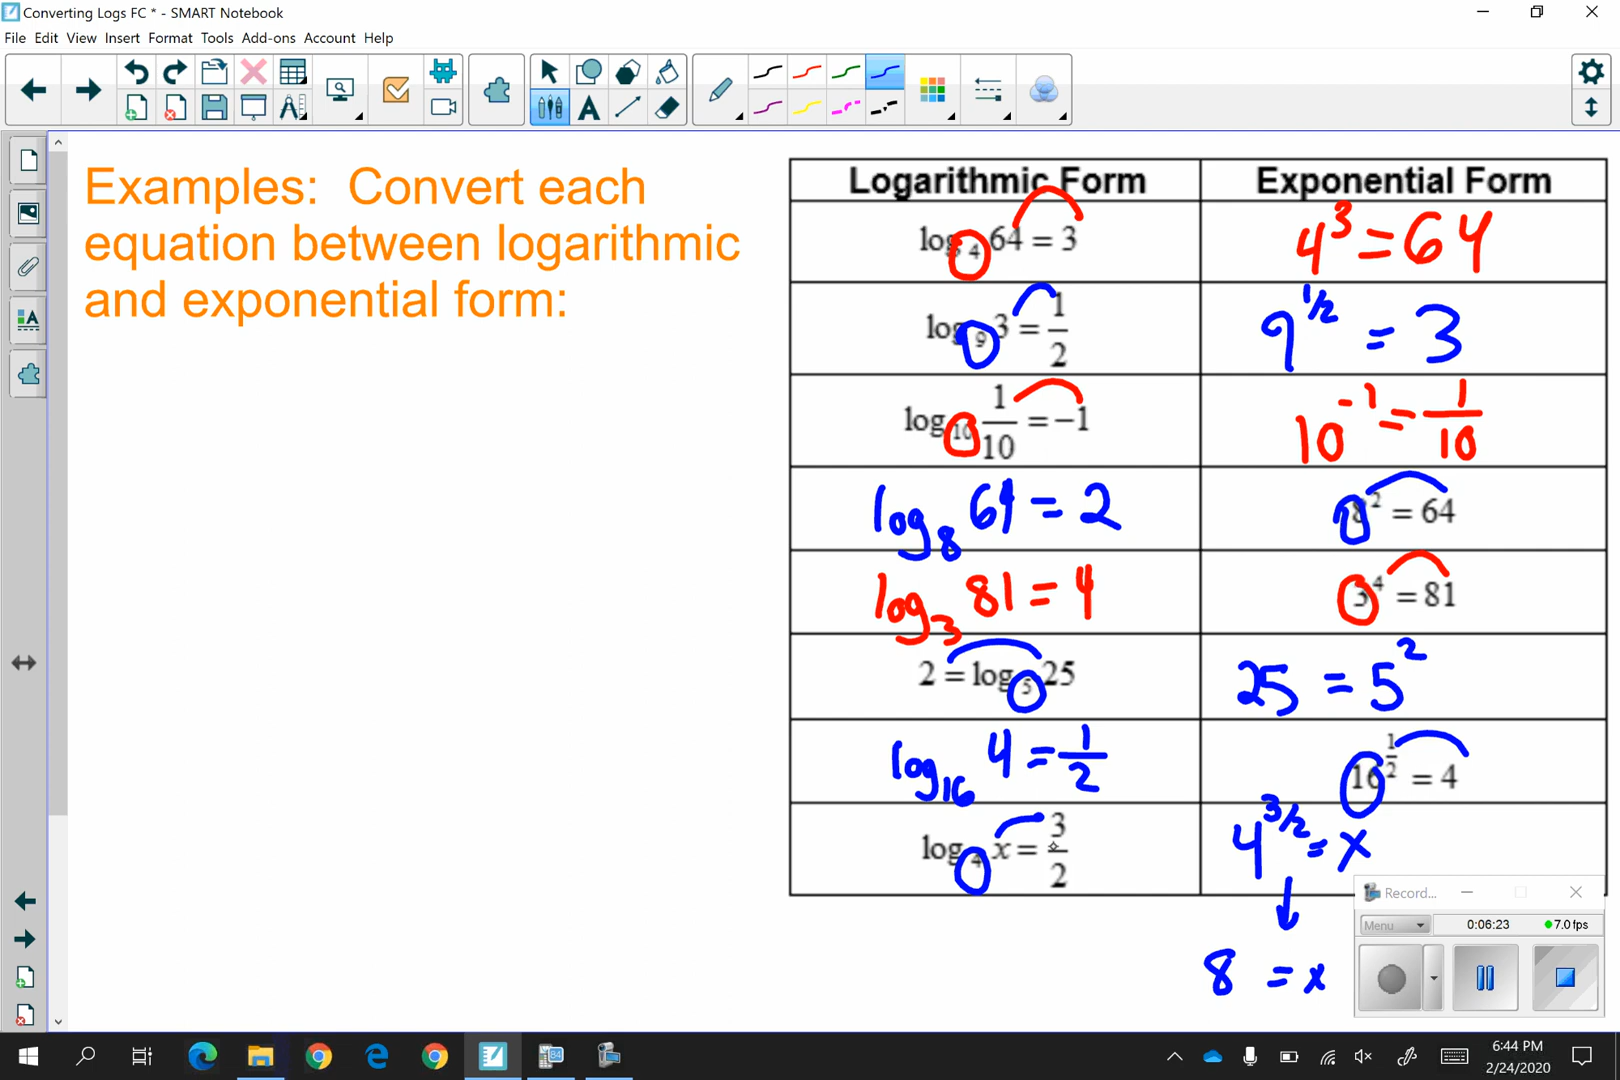 Converting Logs FC * - SMART Notebook
File Edit View Insert Format Tools Add-ons Account Help
Examples: Convert each
equation between logarithmic
and exponential form:
Logarithmic Form Exponential Form
log₄ 64 = 3 4³ = 64
log₉ 3 = 1/2 9^1/2 = 3
log₁₀ 1/10 = −1 10⁻¹ = 1/10
log₈ 64 = 2 8² = 64
log₃ 81 = 4 3⁴ = 81
2 = log₅ 25 25 = 5²
log₁₆ 4 = 1/2 16^1/2 = 4
log₄ x = 3/2 4^3/2 = x
8 = x
Record...
Menu 0:06:23 7.0 fps
6:44 PM
2/24/2020